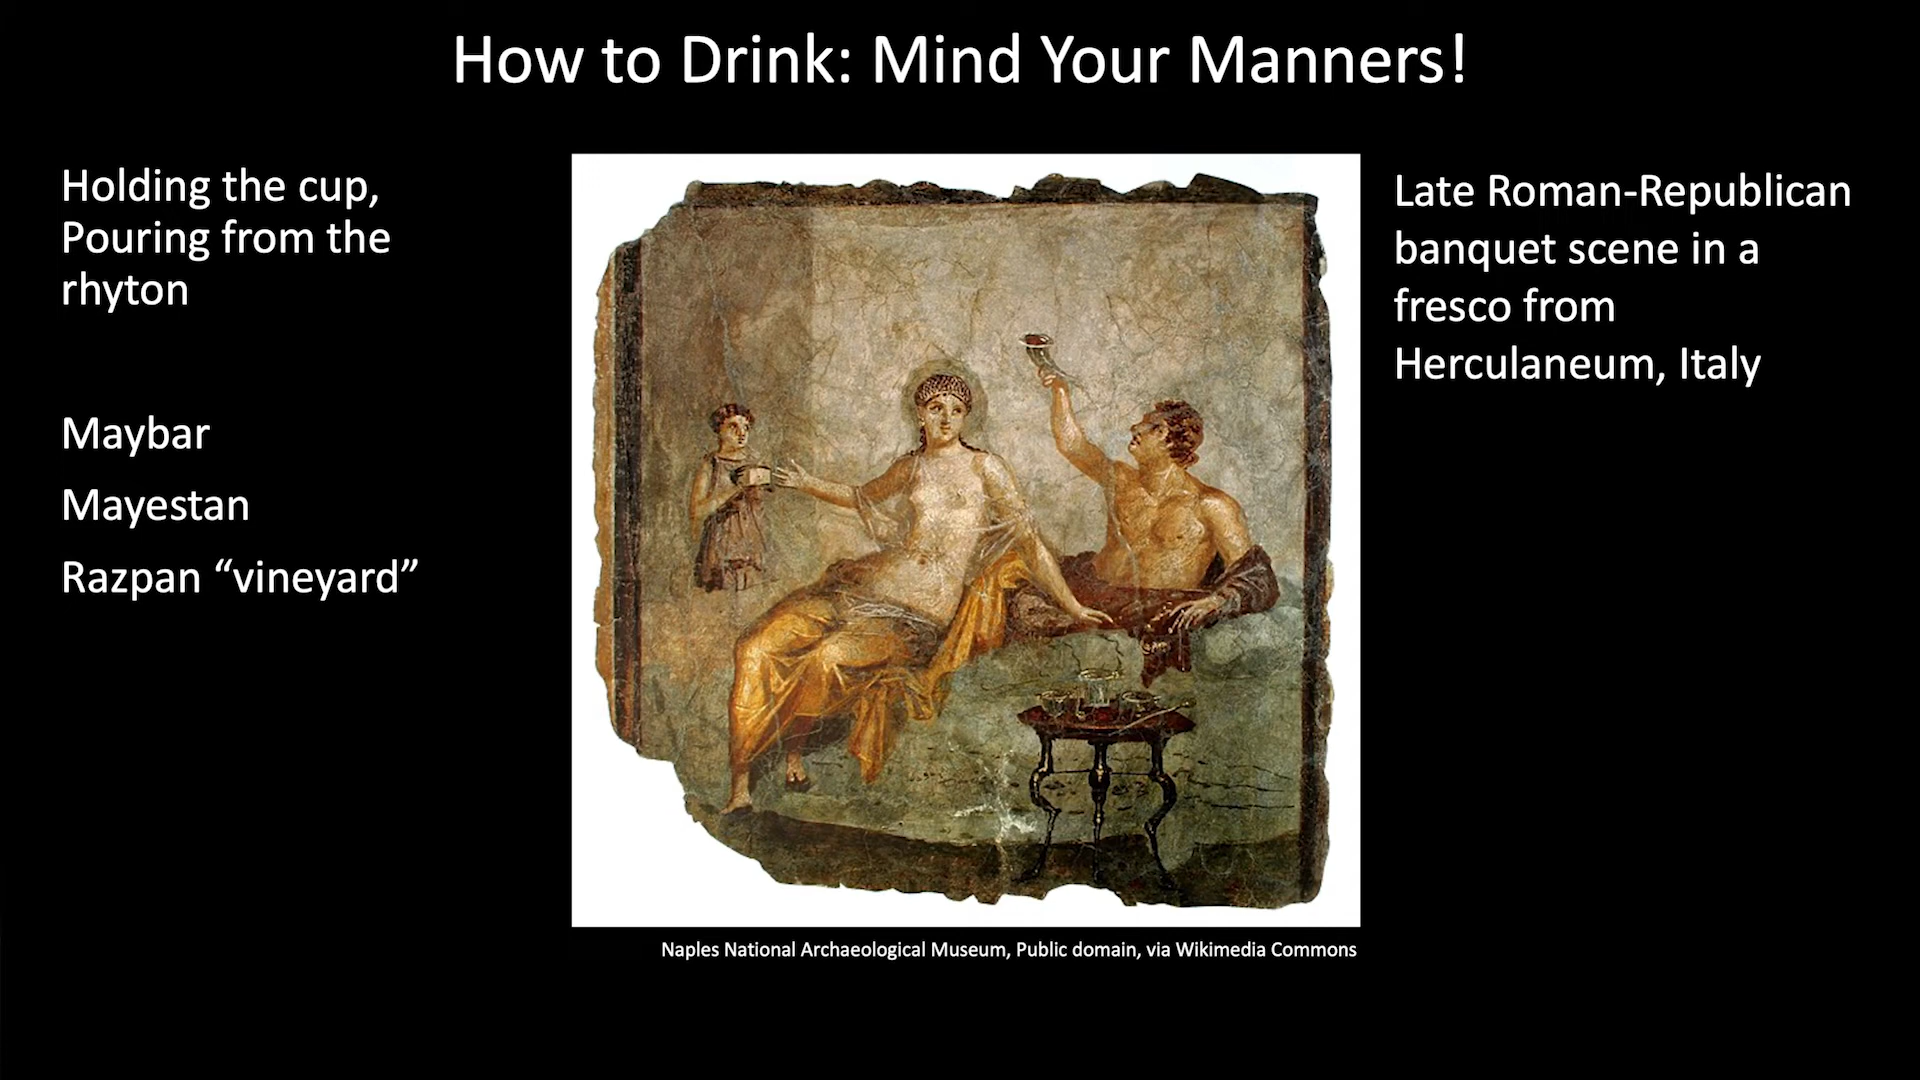 How to Drink: Mind Your Manners!
Holding the cup,
Pouring from the
rhyton
Maybar
Mayestan
Razpan “vineyard”
Late Roman-Republican
banquet scene in a
fresco from
Herculaneum, Italy
Naples National Archaeological Museum, Public domain, via Wikimedia Commons